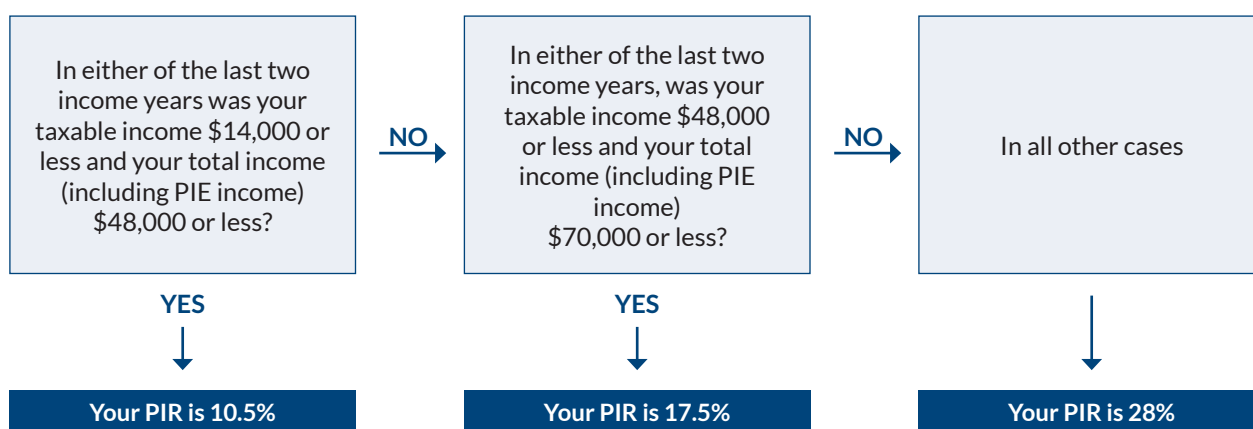 In either of the last two
income years was your
taxable income $14,000 or
less and your total income
(including PIE income)
$48,000 or less?
NO
In either of the last two
income years, was your
taxable income $48,000
or less and your total
income (including PIE
income)
$70,000 or less?
NO
In all other cases
YES
YES
Your PIR is 10.5%
Your PIR is 17.5%
Your PIR is 28%